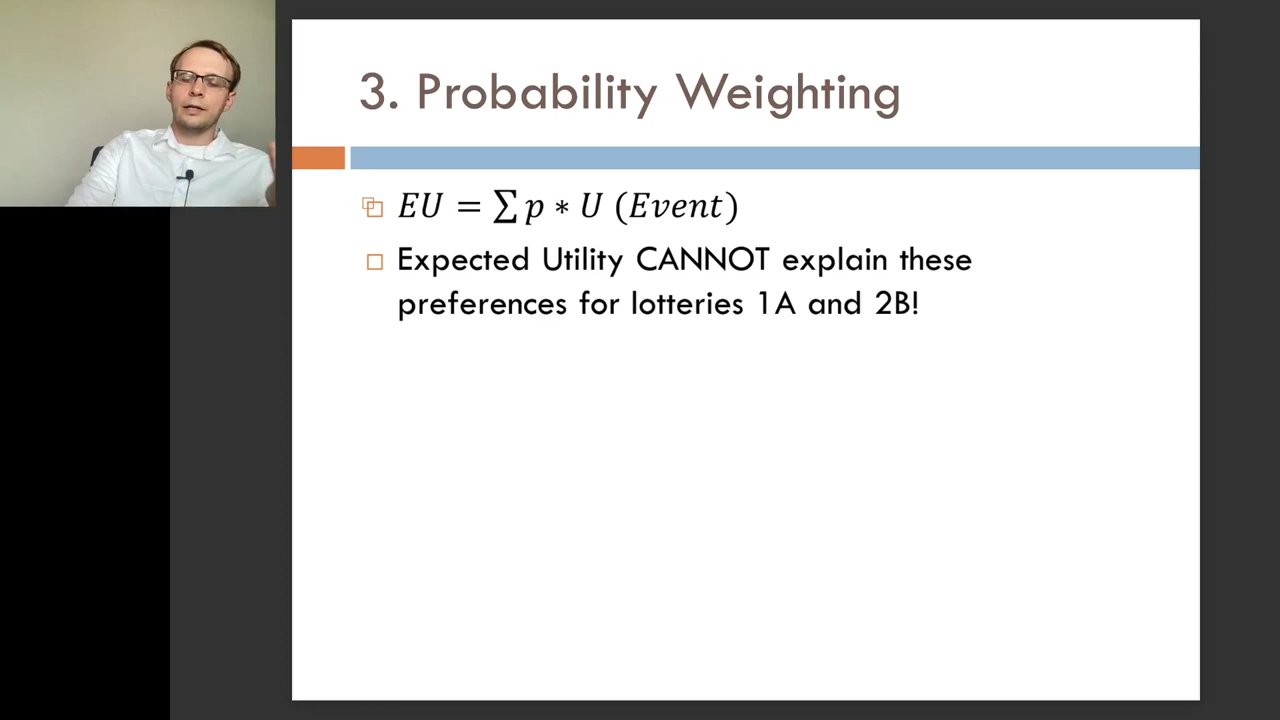 3. Probability Weighting
EU = ∑ p ∗ U (Event)
Expected Utility CANNOT explain these
preferences for lotteries 1A and 2B!